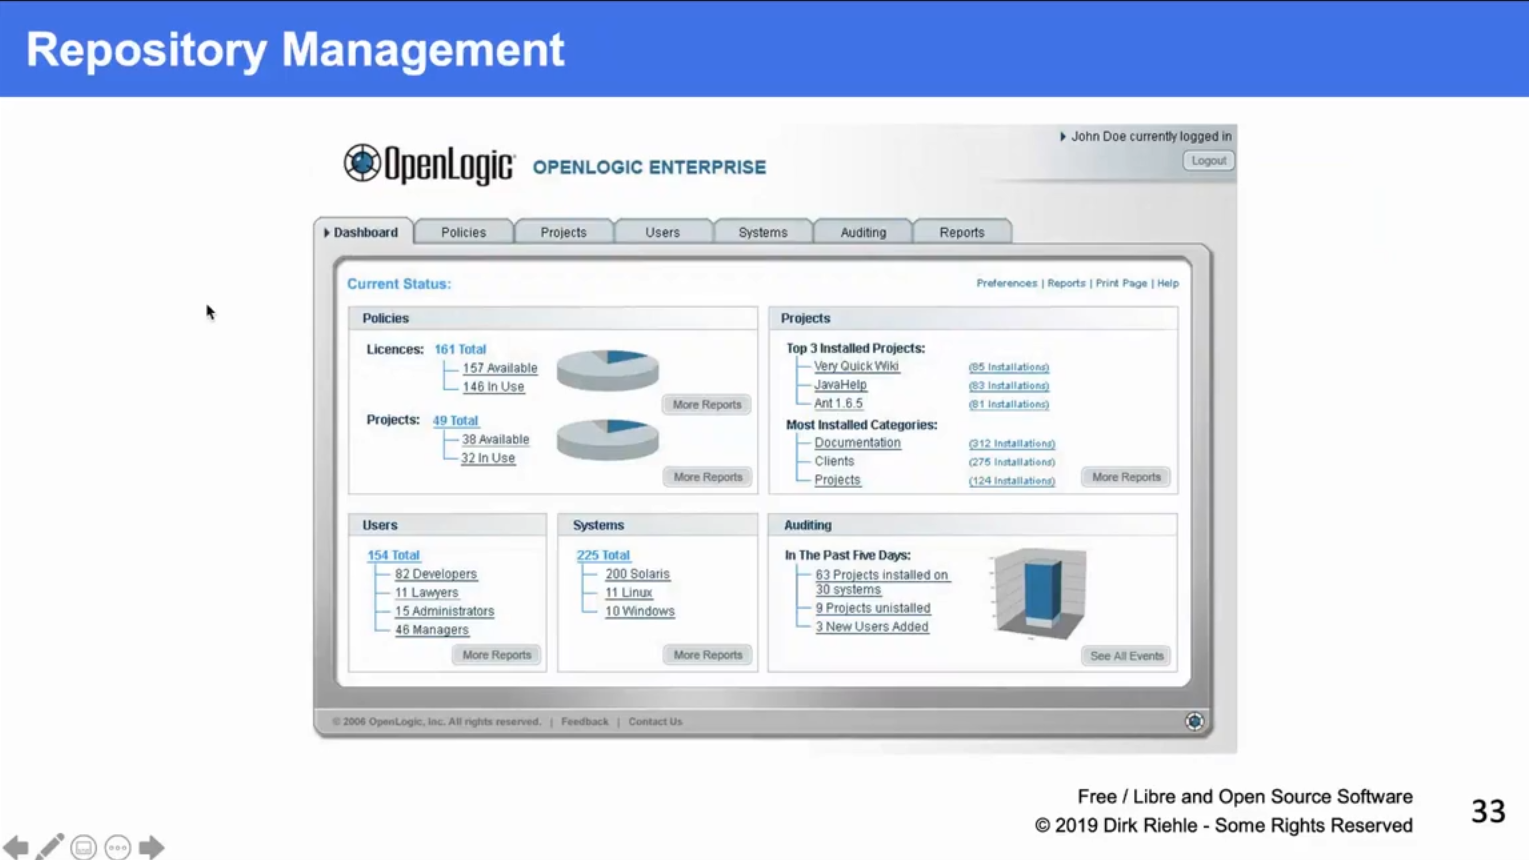 Repository Management
John Doe currently logged in
Logout
OpenLogic OPENLOGIC ENTERPRISE
Dashboard Policies Projects Users Systems Auditing Reports
Current Status:
Preferences | Reports | Print Page | Help
Policies
Licences: 161 Total
157 Available
146 In Use
More Reports
Projects: 49 Total
38 Available
32 In Use
More Reports
Projects
Top 3 Installed Projects:
Very Quick Wiki (85 Installations)
JavaHelp (83 Installations)
Ant 1.6.5 (81 Installations)
Most Installed Categories:
Documentation (312 Installations)
Clients (275 Installations)
Projects (124 Installations)
More Reports
Users
154 Total
82 Developers
11 Lawyers
15 Administrators
46 Managers
More Reports
Systems
225 Total
200 Solaris
11 Linux
10 Windows
More Reports
Auditing
In The Past Five Days:
63 Projects installed on
30 systems
9 Projects unistalled
3 New Users Added
See All Events
© 2006 OpenLogic, Inc. All rights reserved. | Feedback | Contact Us
Free / Libre and Open Source Software
© 2019 Dirk Riehle - Some Rights Reserved
33